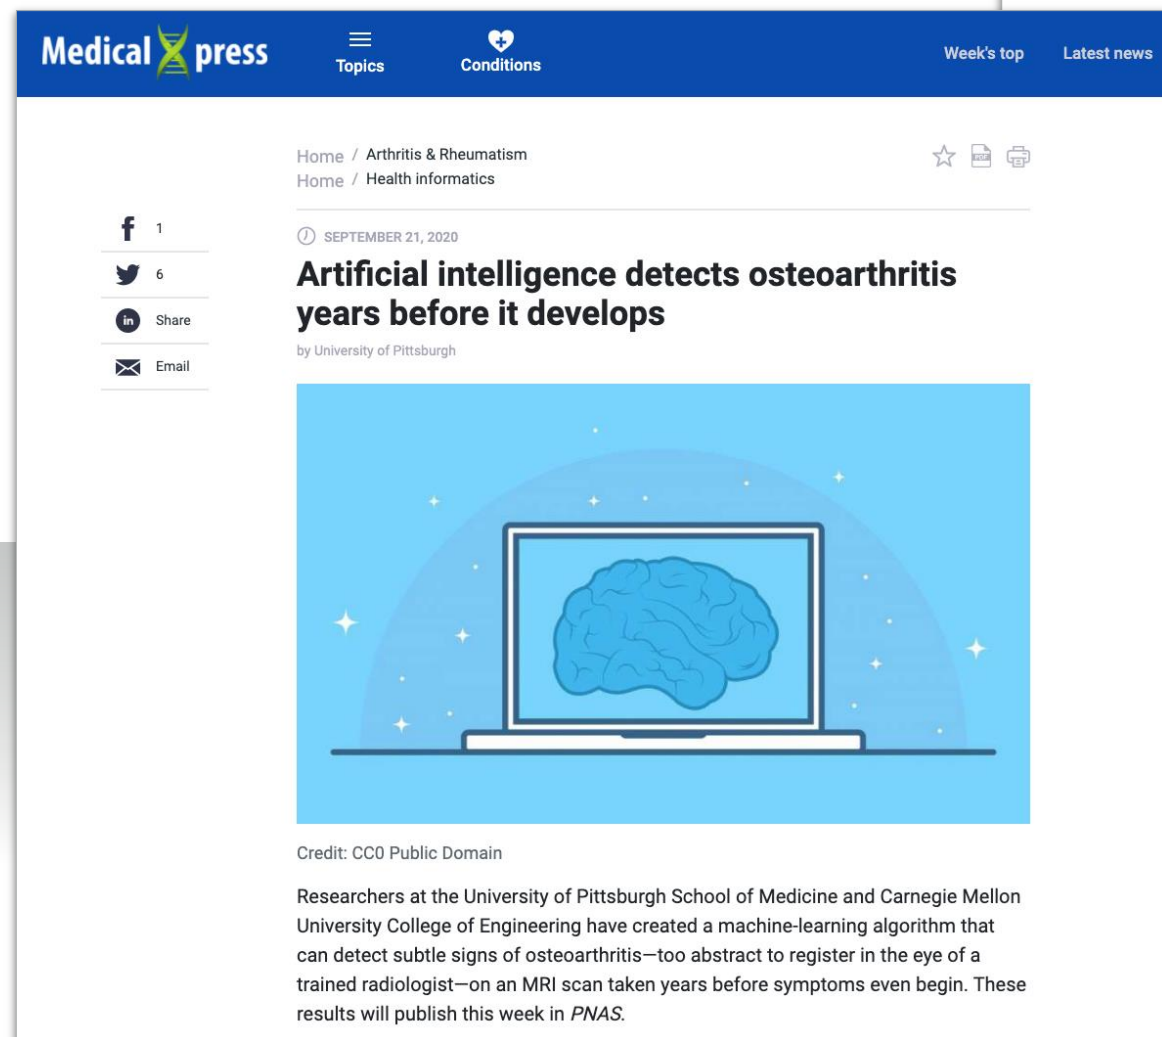 Medical press
Topics
Conditions
Week's top
Latest news
Home / Arthritis & Rheumatism
Home / Health informatics
PDF
1
6
in Share
Email
SEPTEMBER 21, 2020
Artificial intelligence detects osteoarthritis
years before it develops
by University of Pittsburgh
Credit: CC0 Public Domain
Researchers at the University of Pittsburgh School of Medicine and Carnegie Mellon
University College of Engineering have created a machine-learning algorithm that
can detect subtle signs of osteoarthritis—too abstract to register in the eye of a
trained radiologist—on an MRI scan taken years before symptoms even begin. These
results will publish this week in PNAS.